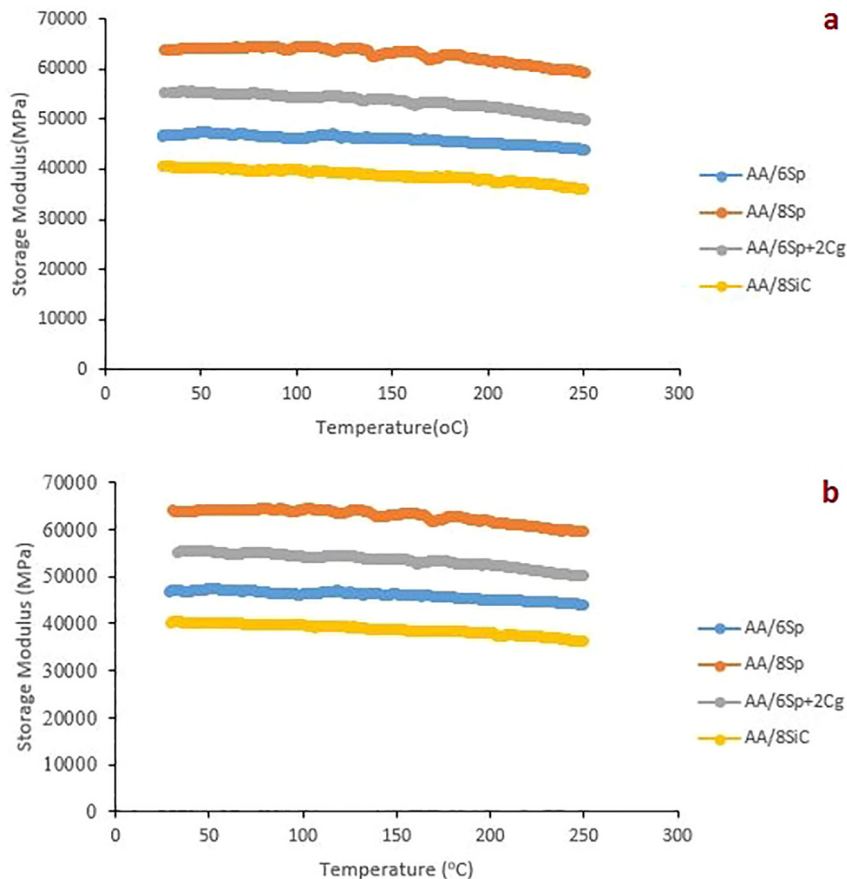 a
70000
60000
50000
40000
30000
20000
10000
0
Storage Modulus(MPa)
0 50 100 150 200 250 300
Temperature(oC)
AA/6Sp
AA/8Sp
AA/6Sp+2Cg
AA/8SiC
b
70000
60000
50000
40000
30000
20000
10000
0
Storage Modulus (MPa)
0 50 100 150 200 250 300
Temperature (°C)
AA/6Sp
AA/8Sp
AA/6Sp+2Cg
AA/8SiC